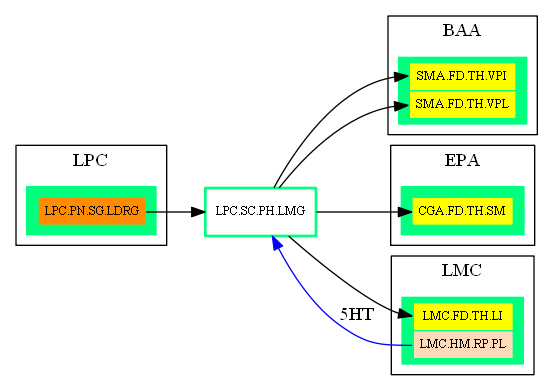 BAA
SMA.FD.TH.VPI
SMA.FD.TH.VPL
LPC
LPC.PN.SG.LDRG
LPC.SC.PH.LMG
EPA
CGA.FD.TH.SM
LMC
LMC.FD.TH.LI
LMC.HM.RP.PL
5HT